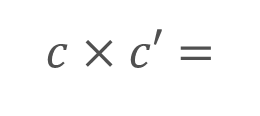 c × c′ =